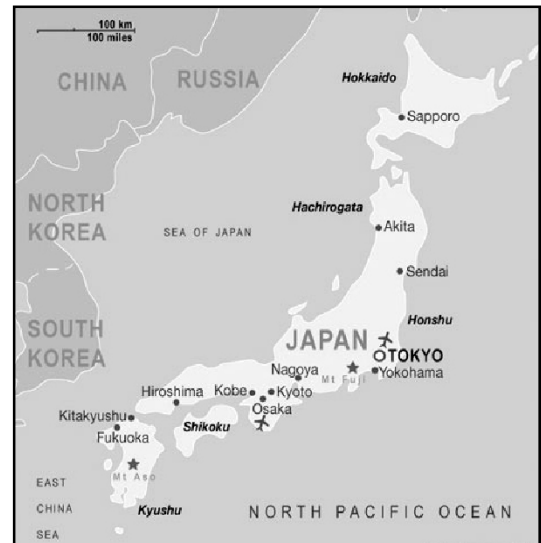 100 km
100 miles
CHINA
RUSSIA
Hokkaido
Sapporo
NORTH
KOREA
Hachirogata
SEA OF JAPAN
Akita
Sendai
SOUTH
KOREA
Honshu
JAPAN
TOKYO
Nagoya
Mt Fuji
Yokohama
Hiroshima
Kobe
Kyoto
Osaka
Kitakyushu
Shikoku
Fukuoka
Mt Aso
EAST
CHINA
SEA
Kyushu
NORTH PACIFIC OCEAN